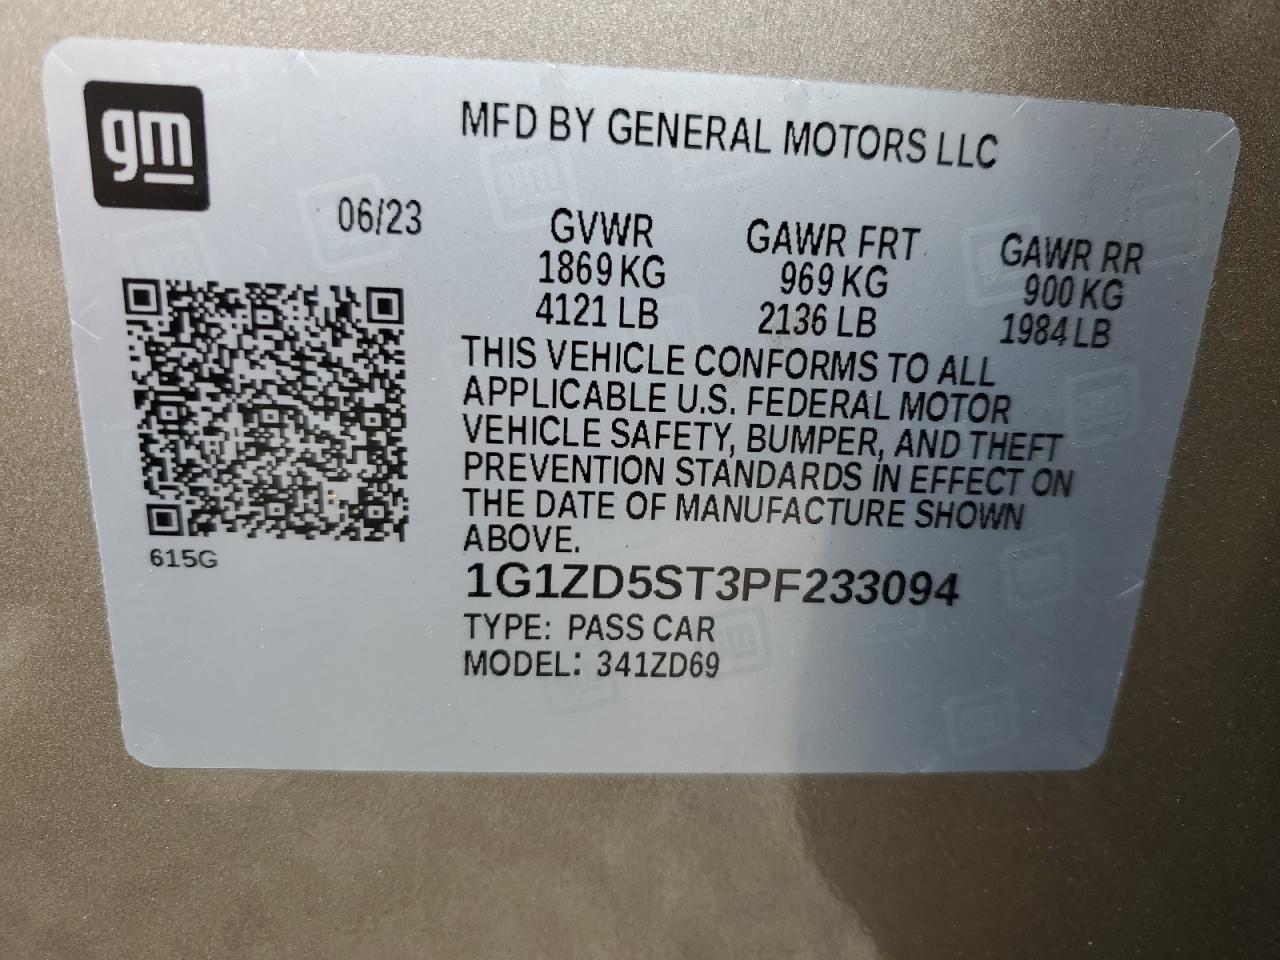 gm
MFD BY GENERAL MOTORS LLC
06/23
GVWR GAWR FRT GAWR RR
1869 KG 969 KG 900 KG
4121 LB 2136 LB 1984 LB
THIS VEHICLE CONFORMS TO ALL
APPLICABLE U.S. FEDERAL MOTOR
VEHICLE SAFETY, BUMPER, AND THEFT
PREVENTION STANDARDS IN EFFECT ON
THE DATE OF MANUFACTURE SHOWN
ABOVE.
615G
1G1ZD5ST3PF233094
TYPE: PASS CAR
MODEL: 341ZD69